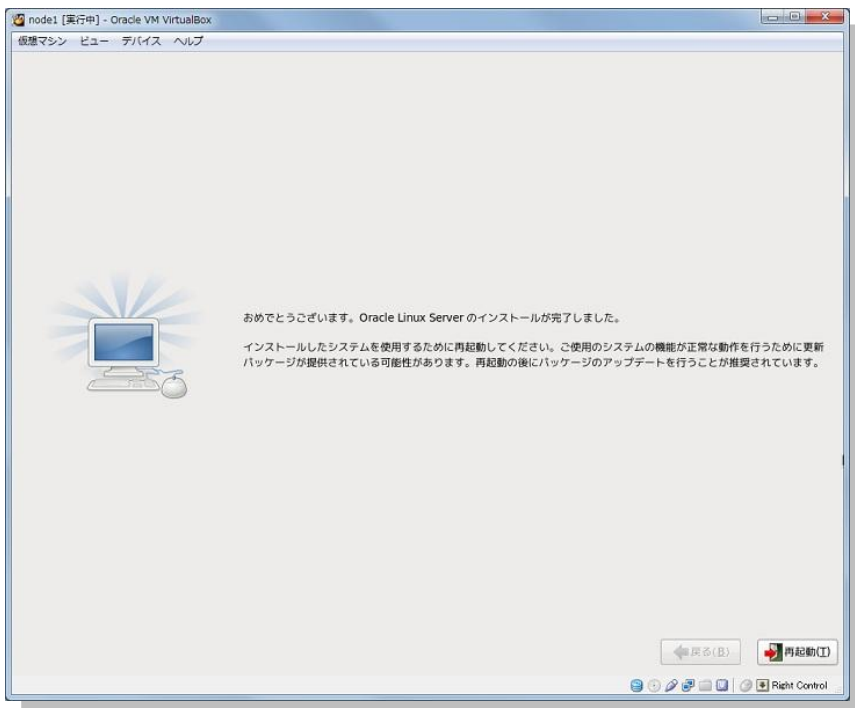 node1 [実行中] - Oracle VM VirtualBox
仮想マシン ビュー デバイス ヘルプ
おめでとうございます。Oracle Linux Server のインストールが完了しました。
インストールしたシステムを使用するために再起動してください。ご使用のシステムの機能が正常な動作を行うために更新
パッケージが提供されている可能性があります。再起動の後にパッケージのアップデートを行うことが推奨されています。
戻る(B) 再起動(T)
Right Control